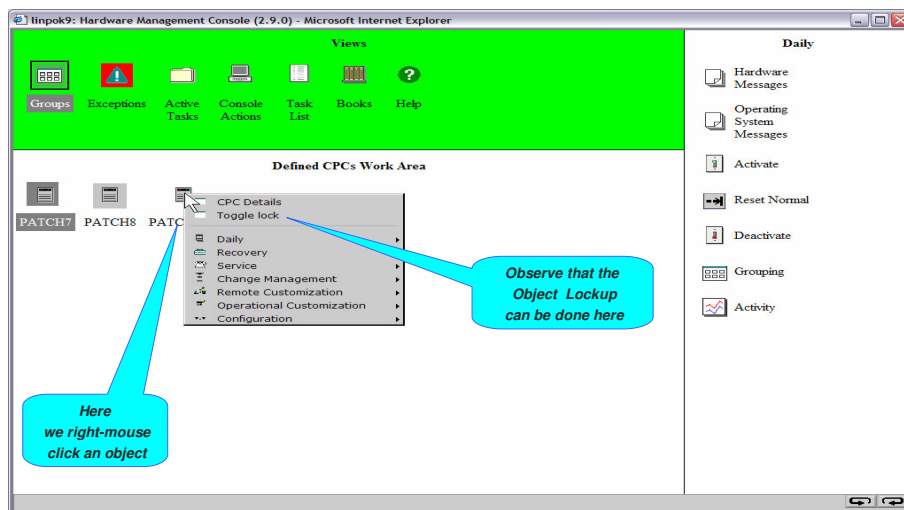 linpok9: Hardware Management Console (2.9.0) - Microsoft Internet Explorer
Views
Groups
Exceptions
Active
Tasks
Console
Actions
Task
List
Books
Help
Defined CPCs Work Area
PATCH7
PATCH8
PATC
CPC Details
Toggle lock
Daily
Recovery
Service
Change Management
Remote Customization
Operational Customization
Configuration
Observe that the
Object Lockup
can be done here
Here
we right-mouse
click an object
Daily
Hardware
Messages
Operating
System
Messages
Activate
Reset Normal
Deactivate
Grouping
Activity